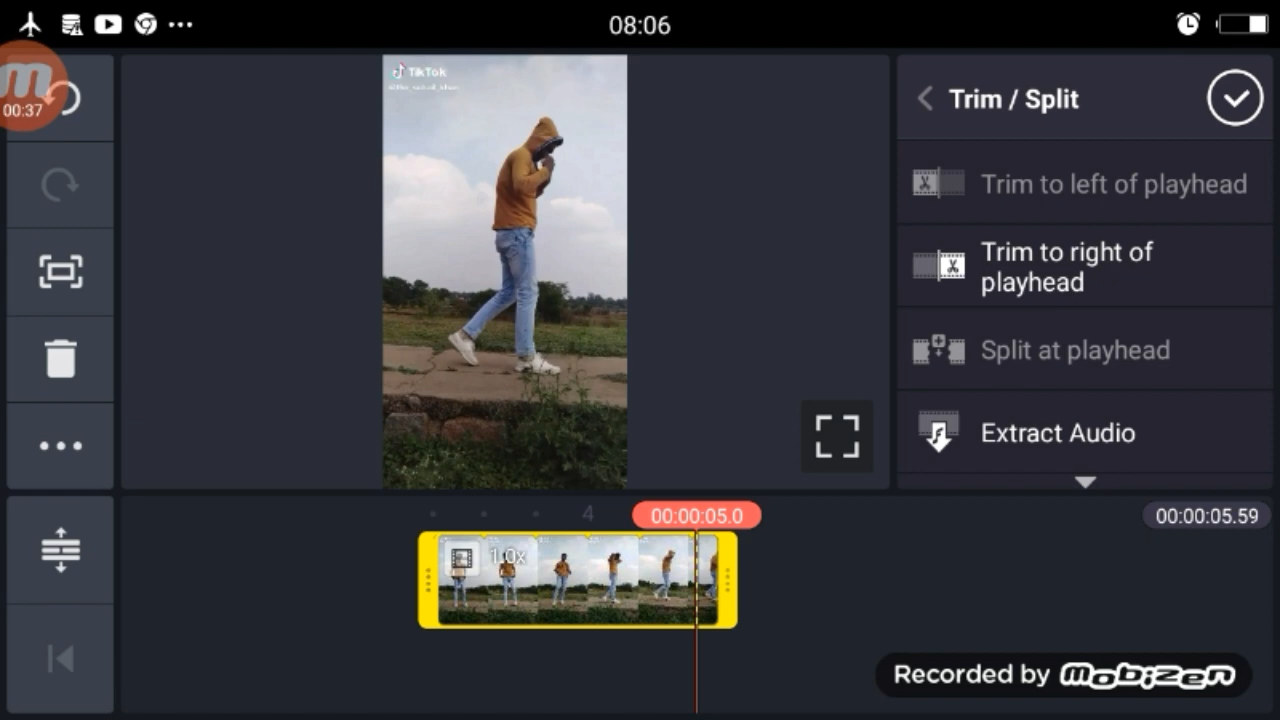 08:06
00:37
TikTok
Trim / Split
Trim to left of playhead
Trim to right of
playhead
Split at playhead
Extract Audio
4
00:00:05.0
00:00:05.59
1.0x
Recorded by mobizen